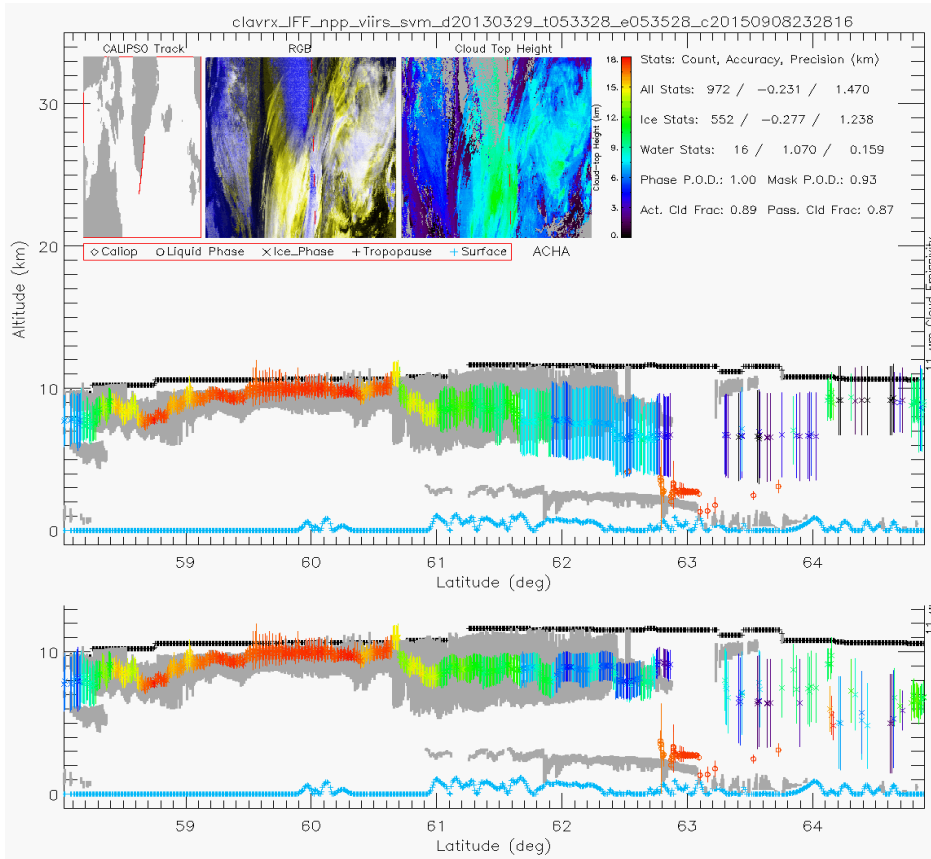 clavrx_IFF_npp_viirs_svm_d20130329_t053328_e053528_c20150908232816
CALIPSO Track
RGB
Cloud Top Height
18.
15.
12.
9.
6.
3.
0.
Cloud-top Height (km)
Stats: Count, Accuracy, Precision (km)
All Stats: 972 / -0.231 / 1.470
Ice Stats: 552 / -0.277 / 1.238
Water Stats: 16 / 1.070 / 0.159
Phase P.O.D.: 1.00 Mask P.O.D.: 0.93
Act. Cld Frac: 0.89 Pass. Cld Frac: 0.87
Caliop Liquid Phase Ice_Phase Tropopause Surface ACHA
30
20
10
0
Altitude (km)
59 60 61 62 63 64
Latitude (deg)
10
0
59 60 61 62 63 64
Latitude (deg)